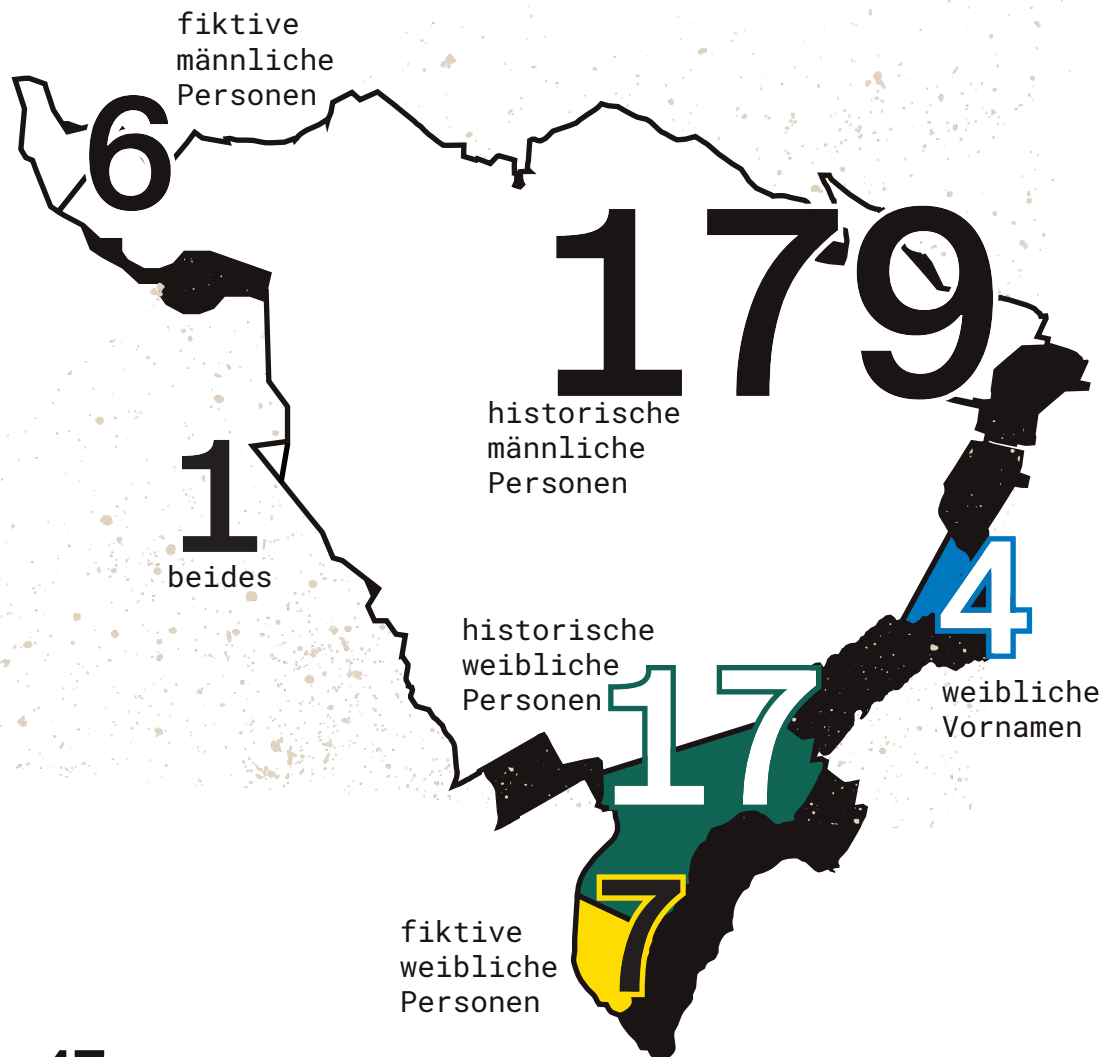 fiktive
männliche
Personen
6
179
historische
männliche
Personen
1
beides
4
weibliche
Vornamen
historische
weibliche
Personen
17
7
fiktive
weibliche
Personen